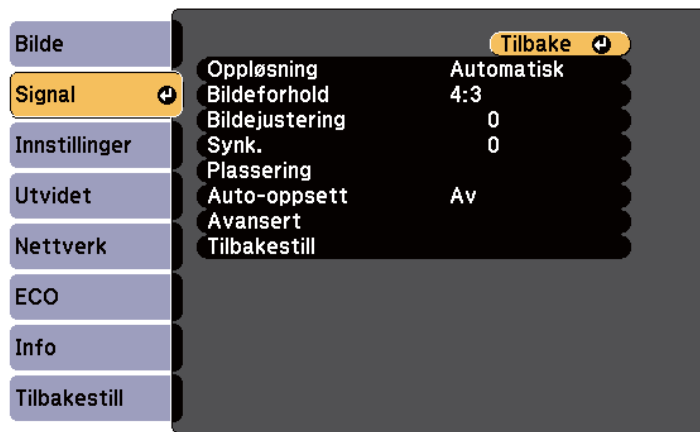 Bilde
Signal
Innstillinger
Utvidet
Nettverk
ECO
Info
Tilbakestill
Tilbake
Oppløsning Automatisk
Bildeforhold 4:3
Bildejustering 0
Synk. 0
Plassering
Auto-oppsett Av
Avansert
Tilbakestill